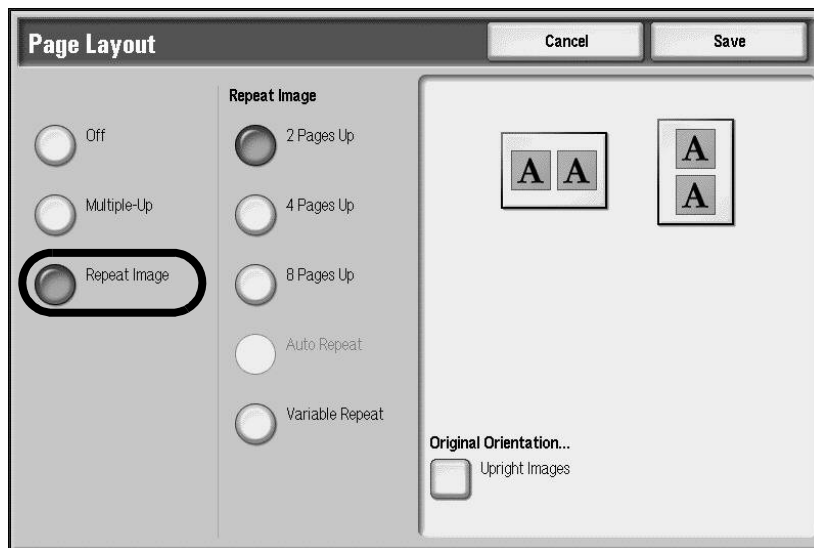 Page Layout
Cancel
Save
Off
Multiple-Up
Repeat Image
Repeat Image
2 Pages Up
4 Pages Up
8 Pages Up
Auto Repeat
Variable Repeat
A A
A
A
Original Orientation...
Upright Images